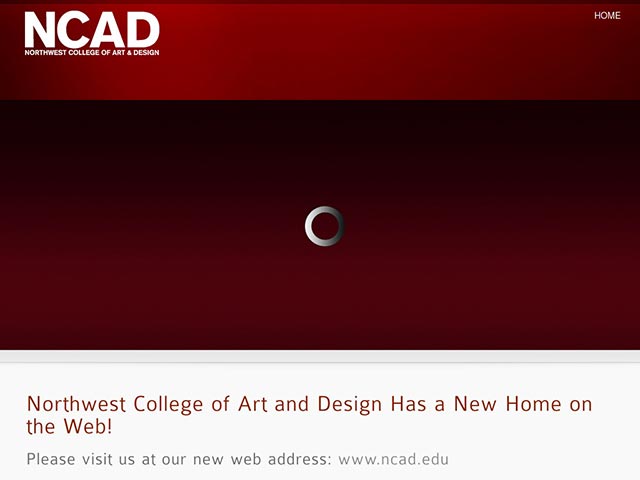 NCAD
HOME
NORTHWEST COLLEGE OF ART & DESIGN
Northwest College of Art and Design Has a New Home on
the Web!
Please visit us at our new web address: www.ncad.edu